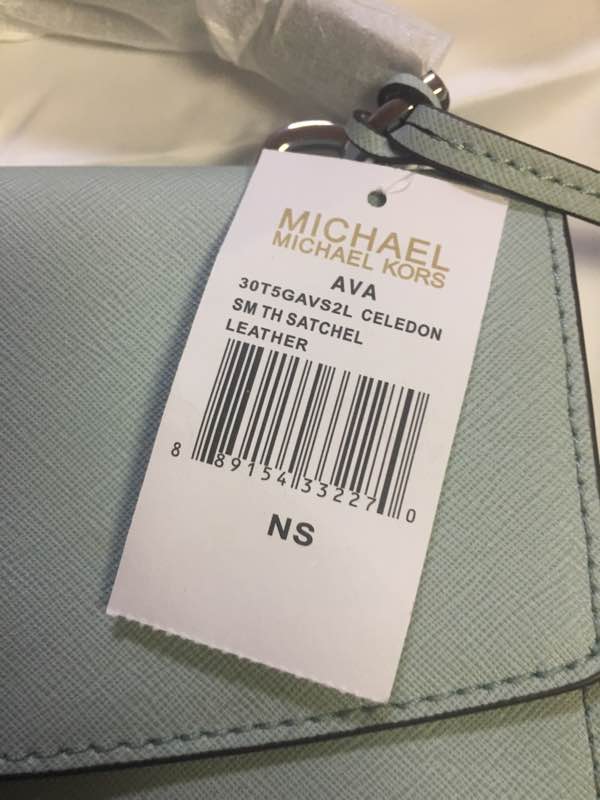 MICHAEL
MICHAEL KORS
AVA
30T5GAVS2L CELEDON
SM TH SATCHEL
LEATHER
8 89154 33227 0
NS